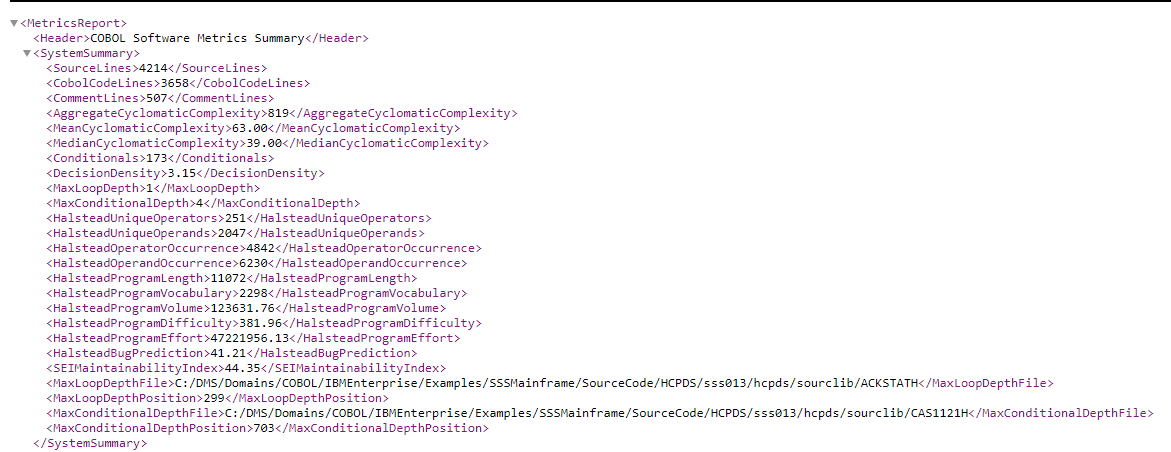 <MetricsReport>
<Header>COBOL Software Metrics Summary</Header>
<SystemSummary>
<SourceLines>4214</SourceLines>
<CobolCodeLines>3658</CobolCodeLines>
<CommentLines>507</CommentLines>
<AggregateCyclomaticComplexity>819</AggregateCyclomaticComplexity>
<MeanCyclomaticComplexity>63.00</MeanCyclomaticComplexity>
<MedianCyclomaticComplexity>39.00</MedianCyclomaticComplexity>
<Conditionals>173</Conditionals>
<DecisionDensity>3.15</DecisionDensity>
<MaxLoopDepth>1</MaxLoopDepth>
<MaxConditionalDepth>4</MaxConditionalDepth>
<HalsteadUniqueOperators>251</HalsteadUniqueOperators>
<HalsteadUniqueOperands>2047</HalsteadUniqueOperands>
<HalsteadOperatorOccurrence>4842</HalsteadOperatorOccurrence>
<HalsteadOperandOccurrence>6230</HalsteadOperandOccurrence>
<HalsteadProgramLength>11072</HalsteadProgramLength>
<HalsteadProgramVocabulary>2298</HalsteadProgramVocabulary>
<HalsteadProgramVolume>123631.76</HalsteadProgramVolume>
<HalsteadProgramDifficulty>381.96</HalsteadProgramDifficulty>
<HalsteadProgramEffort>47221956.13</HalsteadProgramEffort>
<HalsteadBugPrediction>41.21</HalsteadBugPrediction>
<SEIMaintainabilityIndex>44.35</SEIMaintainabilityIndex>
<MaxLoopDepthFile>C:/DMS/Domains/COBOL/IBMEnterprise/Examples/SSSMainframe/SourceCode/HCPDS/sss013/hcpds/sourclib/ACKSTATH</MaxLoopDepthFile>
<MaxLoopDepthPosition>299</MaxLoopDepthPosition>
<MaxConditionalDepthFile>C:/DMS/Domains/COBOL/IBMEnterprise/Examples/SSSMainframe/SourceCode/HCPDS/sss013/hcpds/sourclib/CAS1121H</MaxConditionalDepthFile>
<MaxConditionalDepthPosition>703</MaxConditionalDepthPosition>
</SystemSummary>